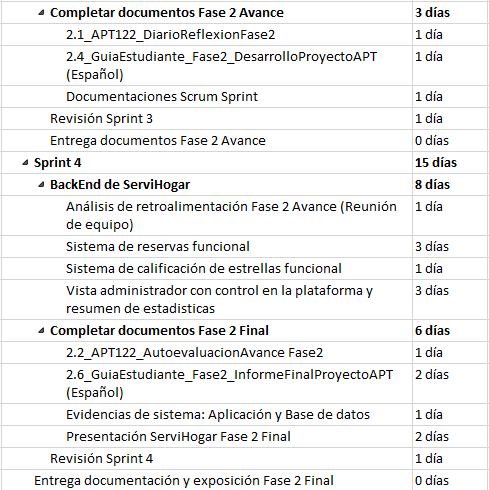 Completar documentos Fase 2 Avance 3 días
2.1_APT122_DiarioReflexionFase2 1 día
2.4_GuiaEstudiante_Fase2_DesarrolloProyectoAPT 1 día
(Español)
Documentaciones Scrum Sprint 1 día
Revisión Sprint 3 1 día
Entrega documentos Fase 2 Avance 0 días
Sprint 4 15 días
BackEnd de ServiHogar 8 días
Análisis de retroalimentación Fase 2 Avance (Reunión 1 día
de equipo)
Sistema de reservas funcional 3 días
Sistema de calificación de estrellas funcional 1 día
Vista administrador con control en la plataforma y 3 días
resumen de estadisticas
Completar documentos Fase 2 Final 6 días
2.2_APT122_AutoevaluacionAvance Fase2 1 día
2.6_GuiaEstudiante_Fase2_InformeFinalProyectoAPT 2 días
(Español)
Evidencias de sistema: Aplicación y Base de datos 1 día
Presentación ServiHogar Fase 2 Final 2 días
Revisión Sprint 4 1 día
Entrega documentación y exposición Fase 2 Final 0 días